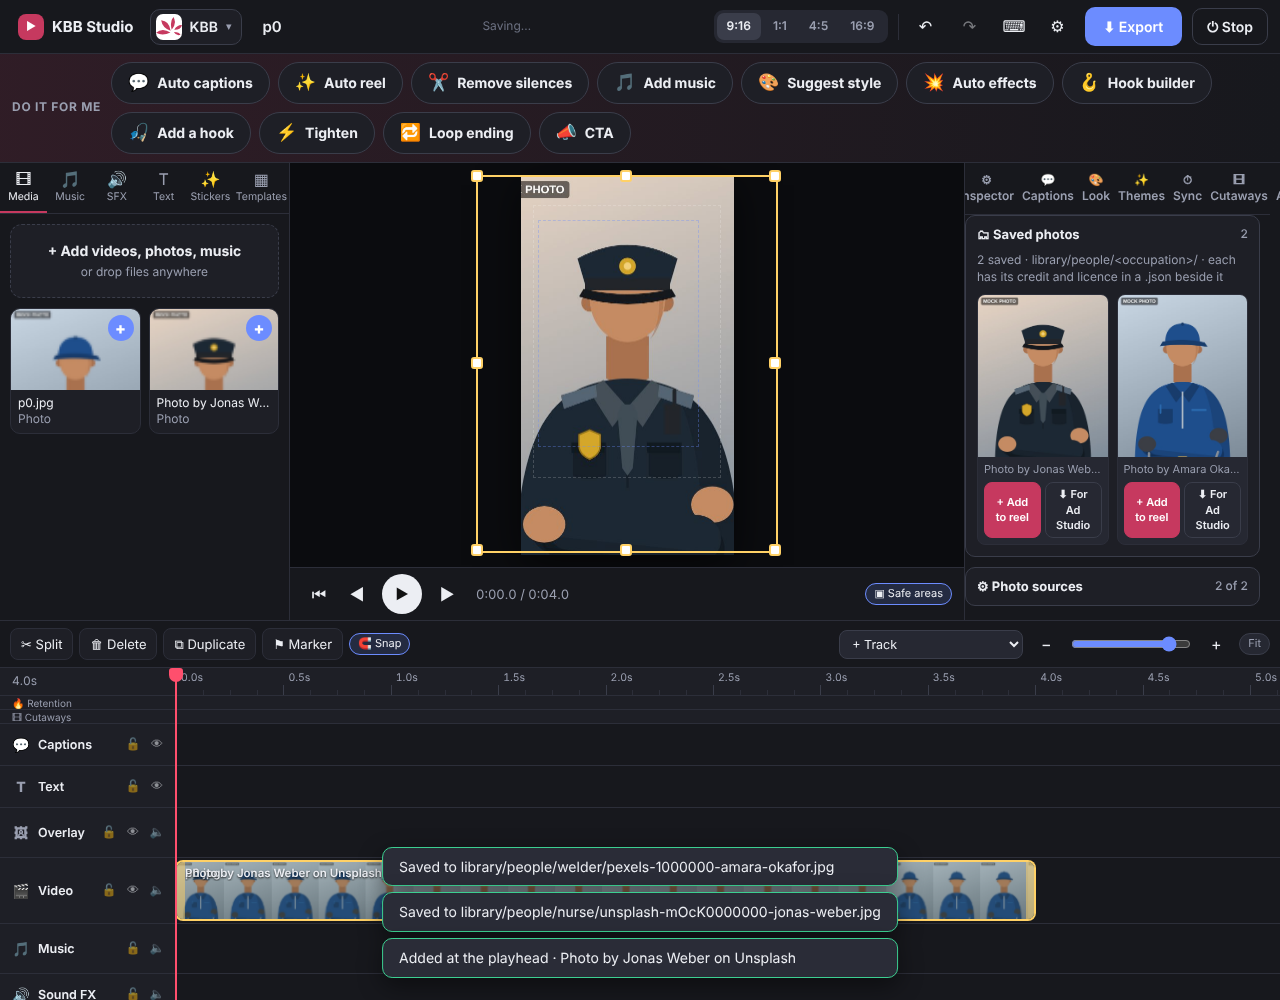 KBB Studio
KBB
p0
Saving...
9:16
1:1
4:5
16:9
Export
Stop
DO IT FOR ME
Auto captions
Auto reel
Remove silences
Add music
Suggest style
Auto effects
Hook builder
Add a hook
Tighten
Loop ending
CTA
Media
Music
SFX
Text
Stickers
Templates
+ Add videos, photos, music
or drop files anywhere
MOCK PHOTO
MOCK PHOTO
p0.jpg
Photo
Photo by Jonas W...
Photo
PHOTO
0:00.0 / 0:04.0
Safe areas
nspector
Captions
Look
Themes
Sync
Cutaways
Saved photos
2
2 saved · library/people/<occupation>/ · each
has its credit and licence in a .json beside it
MOCK PHOTO
MOCK PHOTO
Photo by Jonas Web...
Photo by Amara Oka...
+ Add
to reel
For
Ad
Studio
+ Add
to reel
For
Ad
Studio
Photo sources
2 of 2
Split
Delete
Duplicate
Marker
Snap
+ Track
Fit
4.0s
0.0s
0.5s
1.0s
1.5s
2.0s
2.5s
3.0s
3.5s
4.0s
4.5s
5.0s
Retention
Cutaways
Captions
Text
Overlay
Video
Photo by Jonas Weber on Unsplash
Music
Sound FX
Saved to library/people/welder/pexels-1000000-amara-okafor.jpg
Saved to library/people/nurse/unsplash-mOcK0000000-jonas-weber.jpg
Added at the playhead · Photo by Jonas Weber on Unsplash